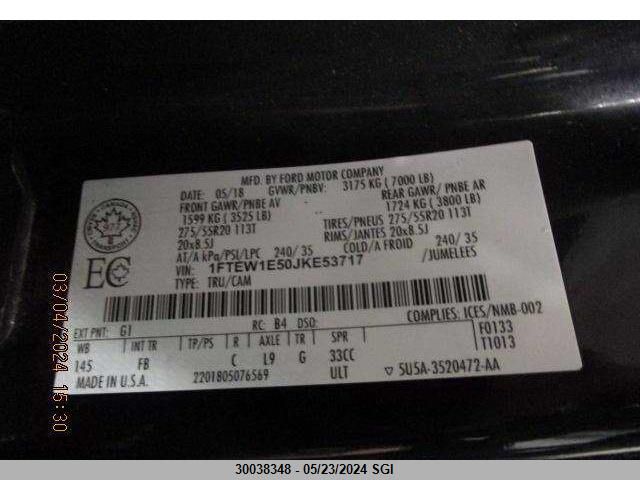 MFD. BY FORD MOTOR COMPANY
DATE: 05/18 GVWR/PNBV: 3175 KG (7000 LB)
FRONT GAWR/PNBE AV REAR GAWR/ PNBE AR
1599 KG (3525 LB) 1724 KG (3800 LB)
275/55R20 113T TIRES/PNEUS 275/55R20 113T
20x8.5J RIMS/JANTES 20x8.5J
AT/A kPa/PSI/LPC 240/35 COLD/A FROID 240/35
VIN: 1FTEW1E50JKE53717 /JUMELEES
TYPE: TRU/CAM
CANADA
TRANSPORT
EC
EXT PNT: G1 RC: B4 DSO: COMPLIES: ICES/NMB-002
WB INT TR TP/PS R AXLE TR SPR F0133
145 FB C L9 G 33CC T1013
MADE IN U.S.A. 2201805076569 ULT ▽ 5U5A-3520472-AA
03/04/2024 15:30
30038348 - 05/23/2024 SGI